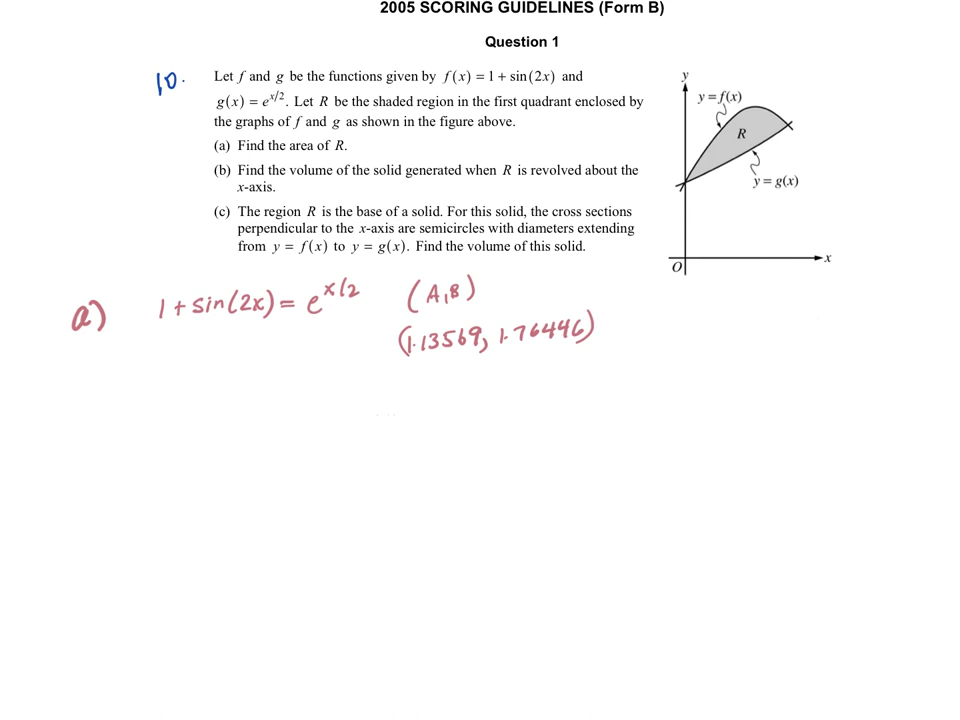 2005 SCORING GUIDELINES (Form B)
Question 1
10.
Let f and g be the functions given by f(x) = 1 + sin(2x) and
g(x) = e^{x/2}. Let R be the shaded region in the first quadrant enclosed by
the graphs of f and g as shown in the figure above.
(a) Find the area of R.
(b) Find the volume of the solid generated when R is revolved about the
x-axis.
(c) The region R is the base of a solid. For this solid, the cross sections
perpendicular to the x-axis are semicircles with diameters extending
from y = f(x) to y = g(x). Find the volume of this solid.
y
y = f(x)
R
y = g(x)
x
O
a) 1 + sin(2x) = e^{x/2} (A, B)
(1.13569, 1.76446)